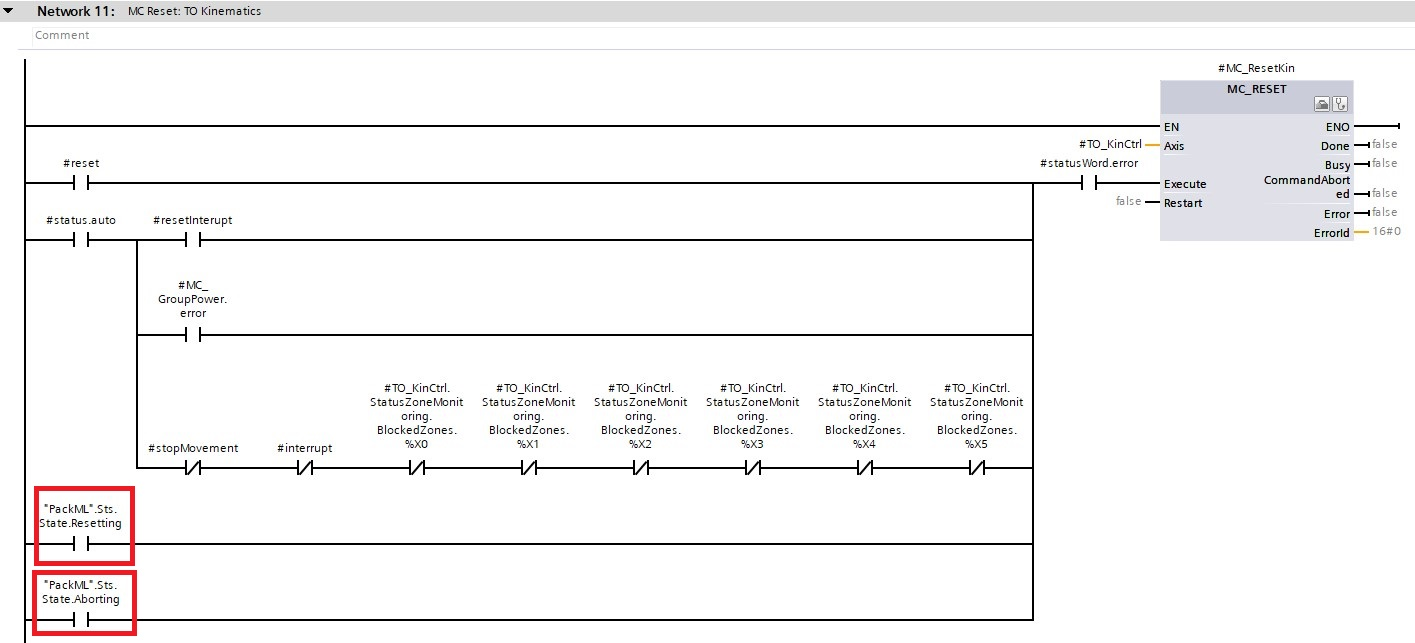 Network 11: MC Reset: TO Kinematics
Comment
#MC_ResetKin
MC_RESET
EN
ENO
#TO_KinCtrl
Axis
Done
false
#reset
#statusWord.error
Busy
false
Execute
CommandAbort
ed
false
false
Restart
Error
false
ErrorId
16#0
#status.auto
#resetInterupt
#MC_
GroupPower.
error
#stopMovement
#interrupt
#TO_KinCtrl.
StatusZoneMonit
oring.
BlockedZones.
%X0
#TO_KinCtrl.
StatusZoneMonit
oring.
BlockedZones.
%X1
#TO_KinCtrl.
StatusZoneMonit
oring.
BlockedZones.
%X2
#TO_KinCtrl.
StatusZoneMonit
oring.
BlockedZones.
%X3
#TO_KinCtrl.
StatusZoneMonit
oring.
BlockedZones.
%X4
#TO_KinCtrl.
StatusZoneMonit
oring.
BlockedZones.
%X5
"PackML".Sts.
State.Resetting
"PackML".Sts.
State.Aborting